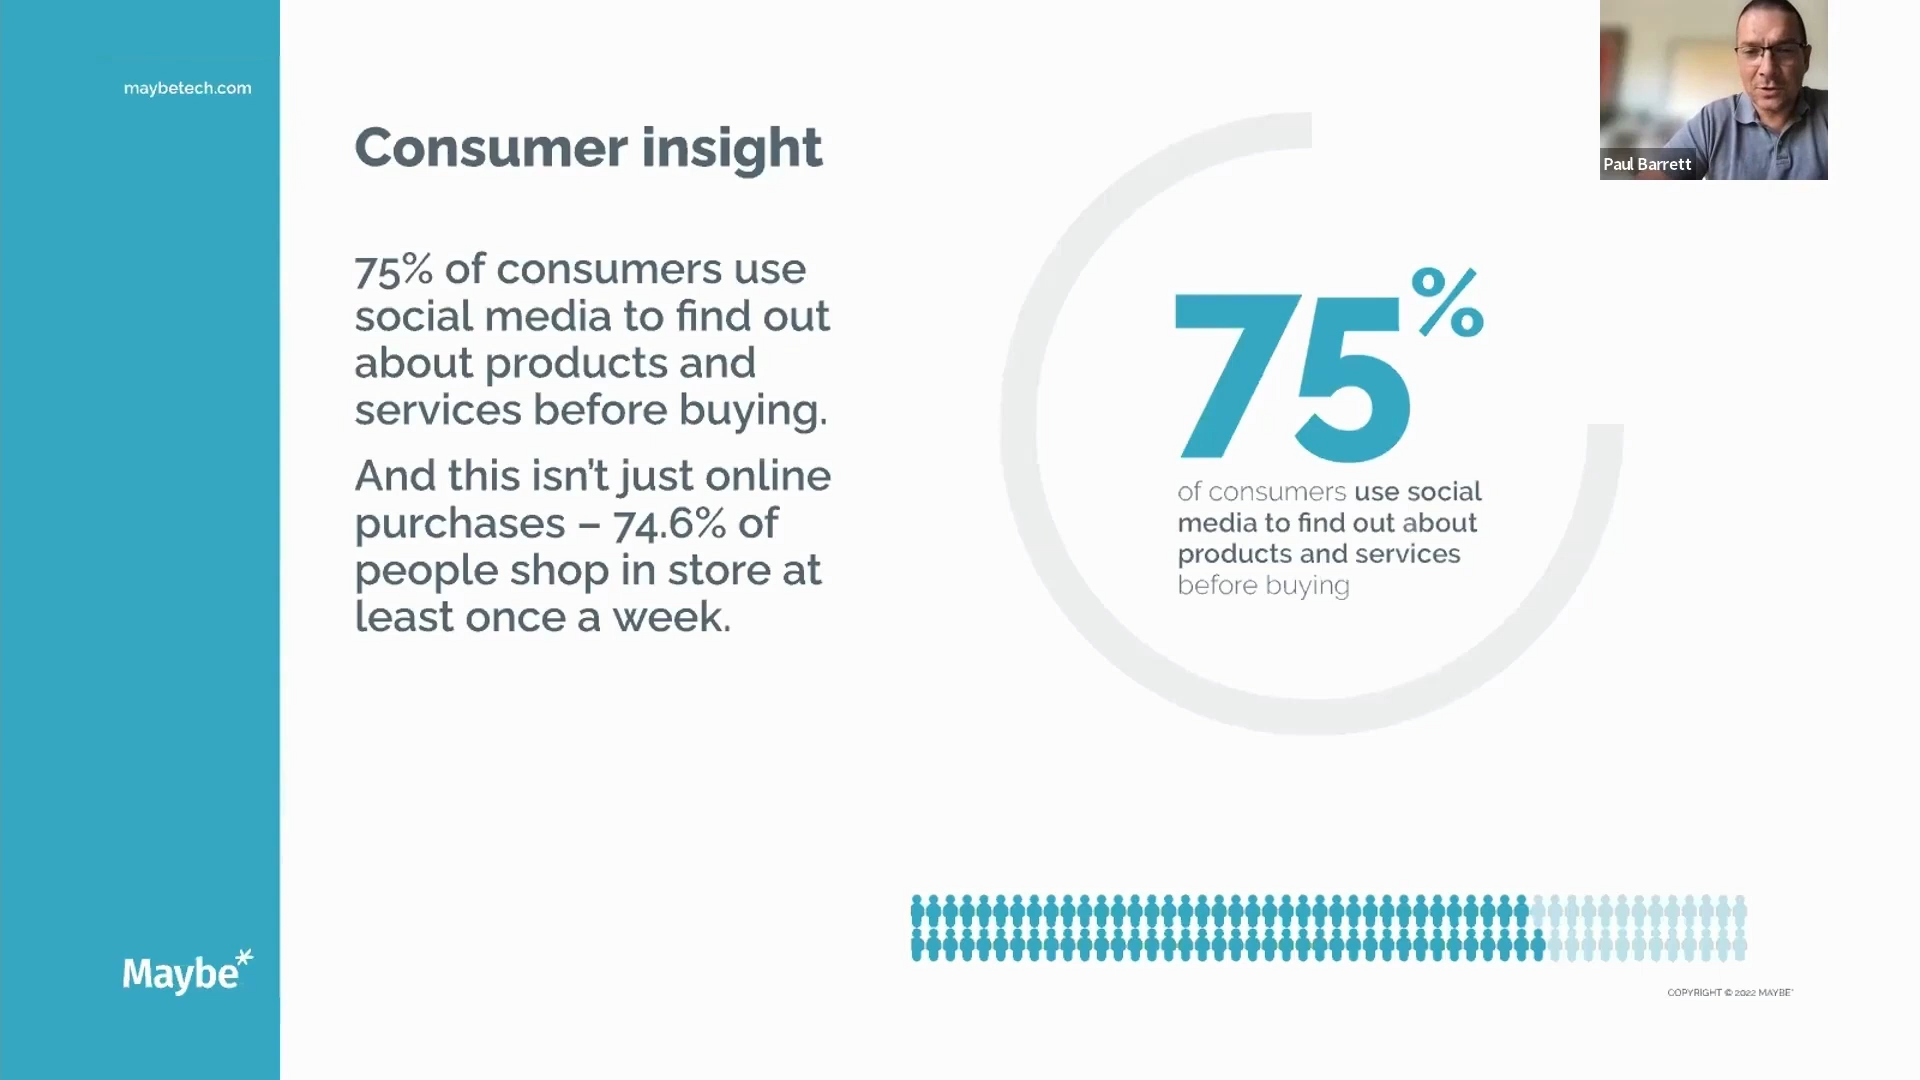 maybetech.com
Consumer insight
75% of consumers use
social media to find out
about products and
services before buying.
And this isn't just online
purchases – 74.6% of
people shop in store at
least once a week.
75%
of consumers use social
media to find out about
products and services
before buying
Paul Barrett
Maybe*
COPYRIGHT © 2022 MAYBE*